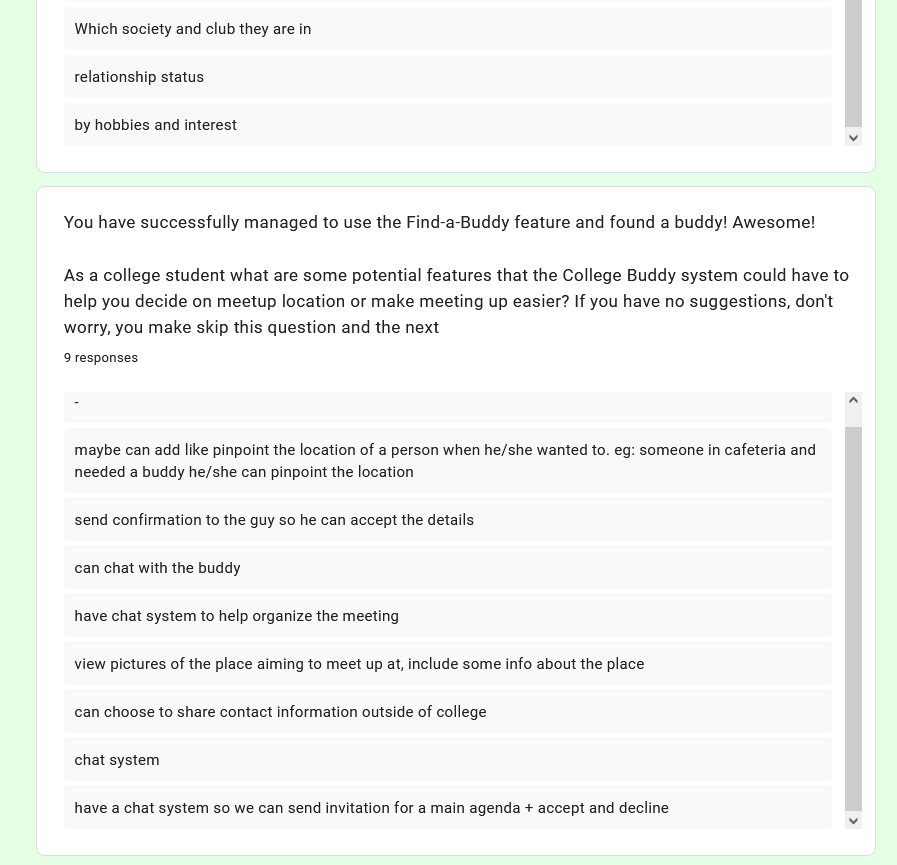 Which society and club they are in
relationship status
by hobbies and interest
You have successfully managed to use the Find-a-Buddy feature and found a buddy! Awesome!
As a college student what are some potential features that the College Buddy system could have to
help you decide on meetup location or make meeting up easier? If you have no suggestions, don't
worry, you make skip this question and the next
9 responses
-
maybe can add like pinpoint the location of a person when he/she wanted to. eg: someone in cafeteria and
needed a buddy he/she can pinpoint the location
send confirmation to the guy so he can accept the details
can chat with the buddy
have chat system to help organize the meeting
view pictures of the place aiming to meet up at, include some info about the place
can choose to share contact information outside of college
chat system
have a chat system so we can send invitation for a main agenda + accept and decline